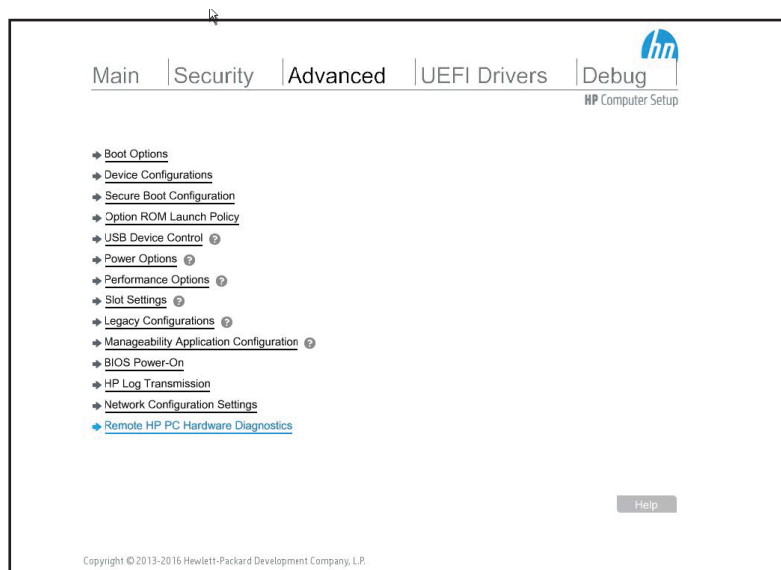 hp
Main Security Advanced UEFI Drivers Debug
HP Computer Setup
Boot Options
Device Configurations
Secure Boot Configuration
Option ROM Launch Policy
USB Device Control ?
Power Options ?
Performance Options ?
Slot Settings ?
Legacy Configurations ?
Manageability Application Configuration ?
BIOS Power-On
HP Log Transmission
Network Configuration Settings
Remote HP PC Hardware Diagnostics
Help
Copyright © 2013-2016 Hewlett-Packard Development Company, L.P.